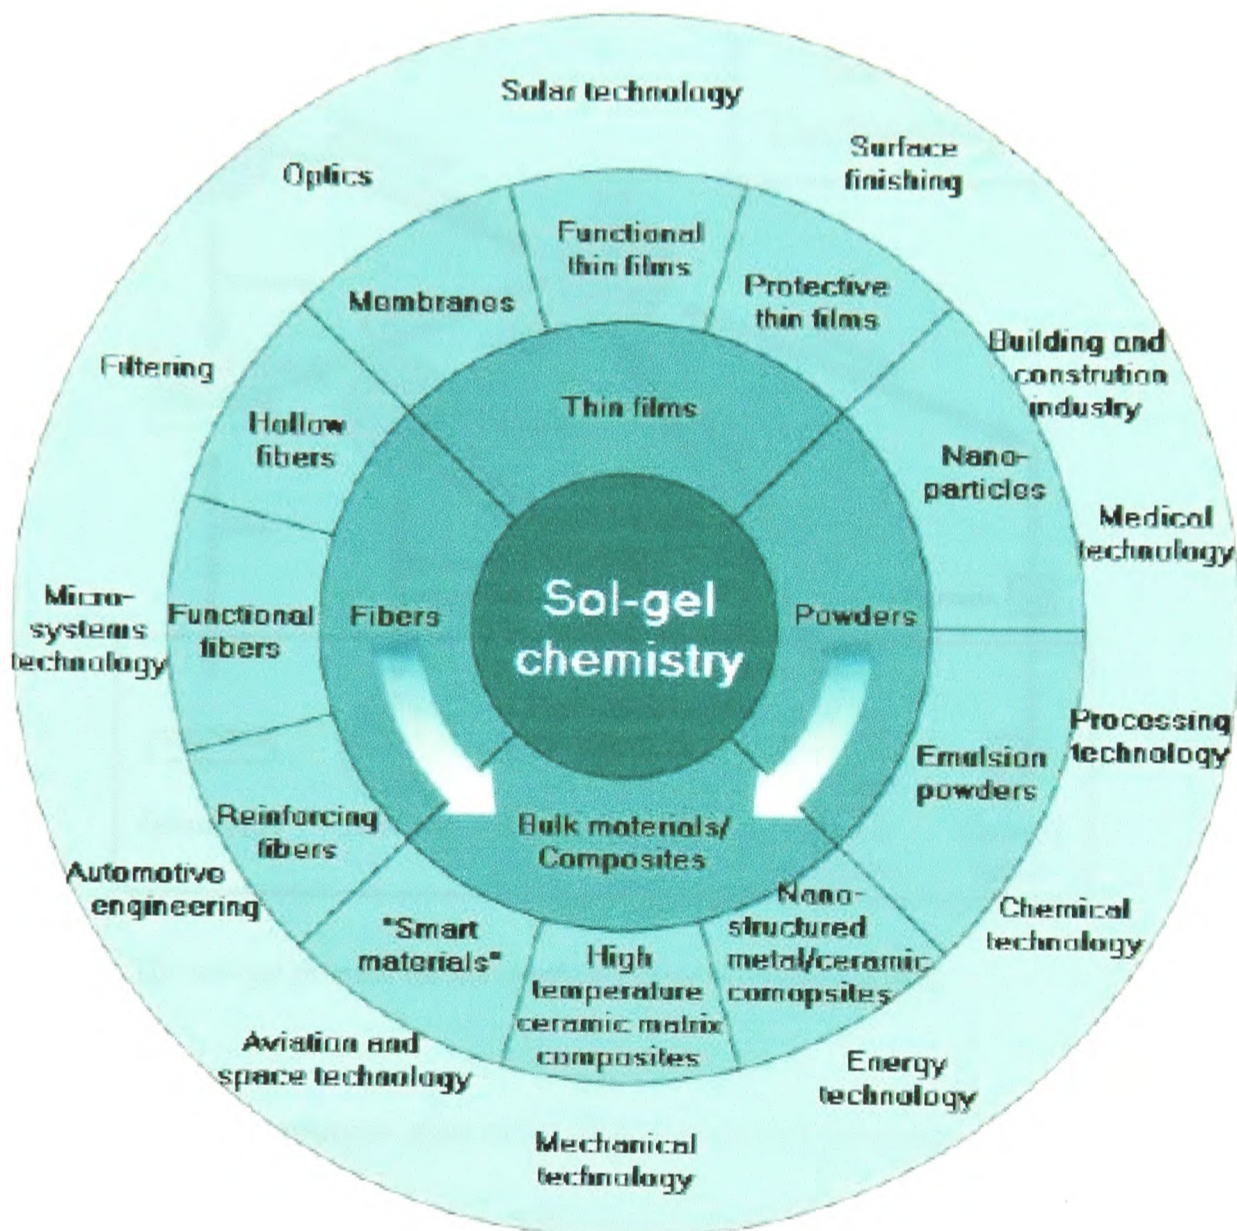 Solar technology
Surface
finishing
Optics
Functional
thin films
Protective
thin films
Membranes
Building and
constrution
industry
Filtering
Thin films
Hollow
fibers
Nano-
particles
Medical
technology
Micro-
systems
technology
Functional
fibers
Fibers
Sol-gel
chemistry
Powders
Processing
technology
Emulsion
powders
Reinforcing
fibers
Bulk materials/
Composites
Automotive
engineering
"Smart
materials"
High
temperature
ceramic matrix
composites
Nano-
structured
metal/ceramic
comopsites
Chemical
technology
Aviation and
space technology
Energy
technology
Mechanical
technology